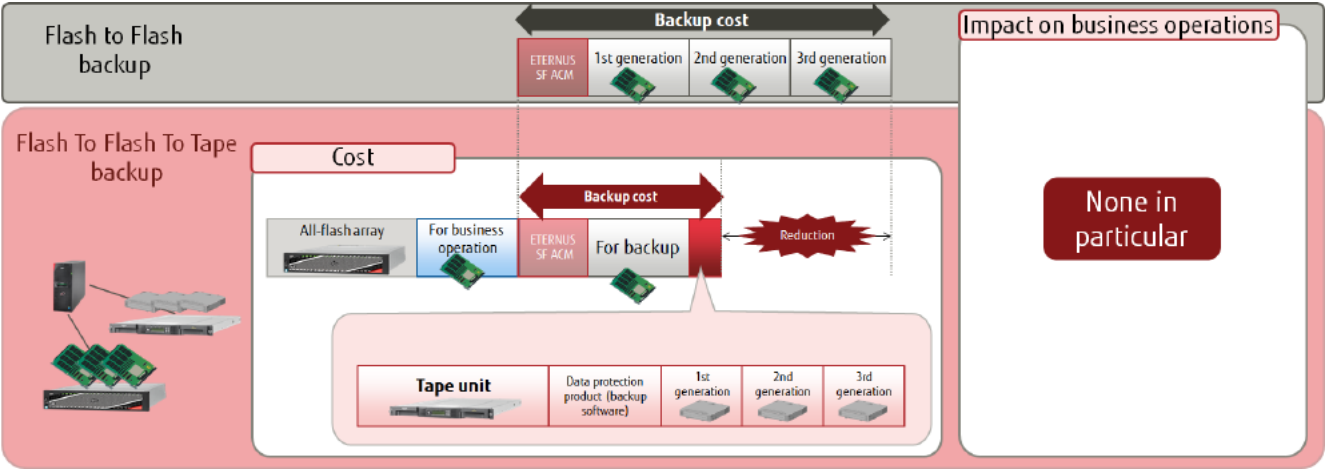 Flash to Flash
backup
Backup cost
ETERNUS
SF ACM
1st generation
2nd generation
3rd generation
Impact on business operations
None in
particular
Flash To Flash To Tape
backup
Cost
Backup cost
All-flash array
For business
operation
ETERNUS
SF ACM
For backup
Reduction
Tape unit
Data protection
product (backup
software)
1st
generation
2nd
generation
3rd
generation